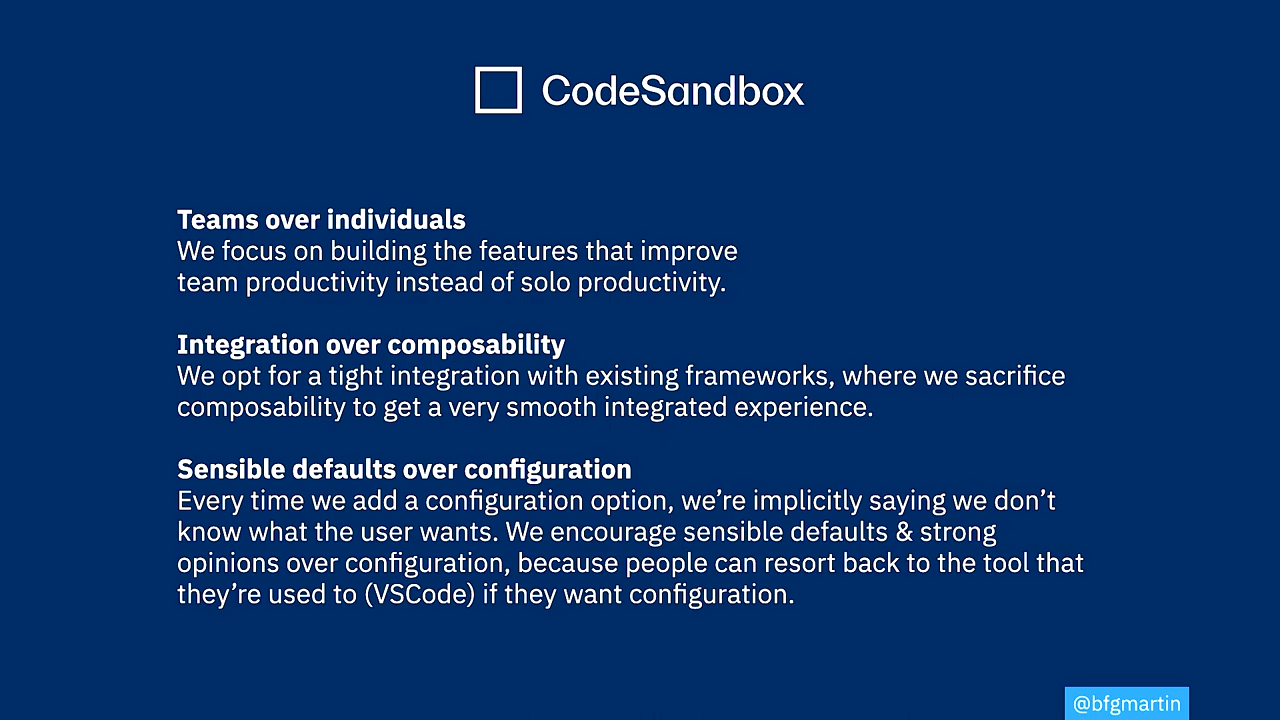 CodeSandbox
Teams over individuals
We focus on building the features that improve
team productivity instead of solo productivity.
Integration over composability
We opt for a tight integration with existing frameworks, where we sacrifice
composability to get a very smooth integrated experience.
Sensible defaults over configuration
Every time we add a configuration option, we’re implicitly saying we don’t
know what the user wants. We encourage sensible defaults & strong
opinions over configuration, because people can resort back to the tool that
they’re used to (VSCode) if they want configuration.
@bfgmartin